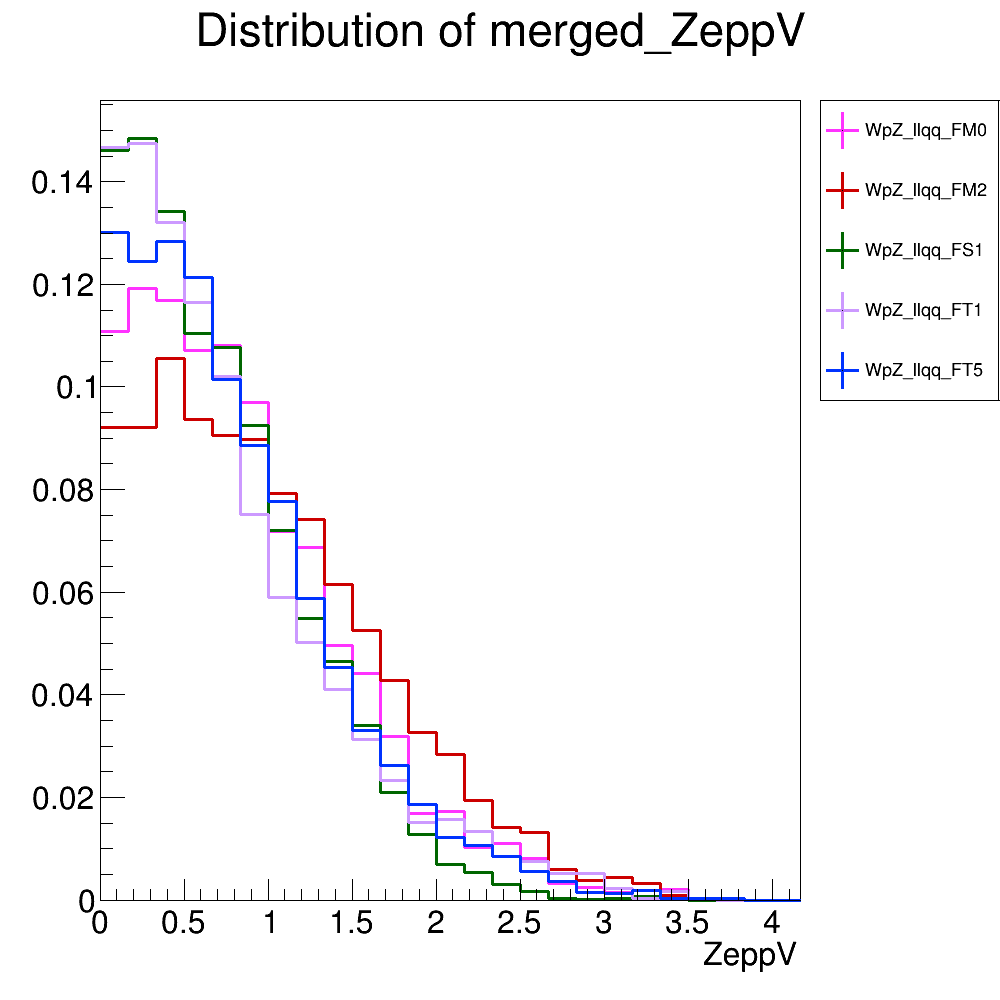 Distribution of merged_ZeppV
WpZ_llqq_FM0
WpZ_llqq_FM2
WpZ_llqq_FS1
WpZ_llqq_FT1
WpZ_llqq_FT5
0.14
0.12
0.1
0.08
0.06
0.04
0.02
0
0 0.5 1 1.5 2 2.5 3 3.5 4
ZeppV